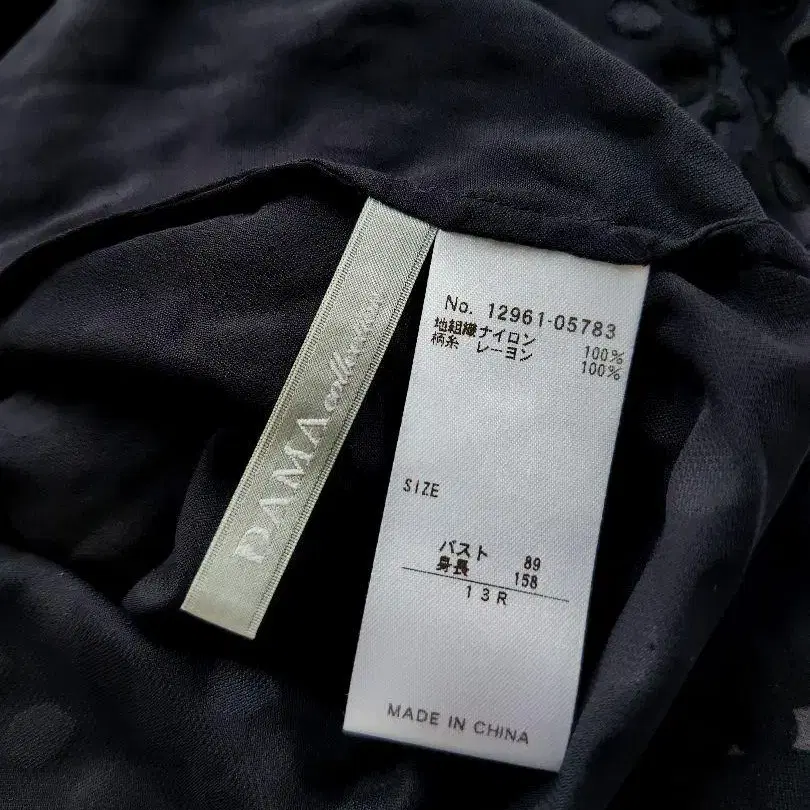 DAMA collection
No. 12961-05783
地組織ナイロン 100%
柄糸 レーヨン 100%
SIZE
バスト 89
身長 158
13R
MADE IN CHINA